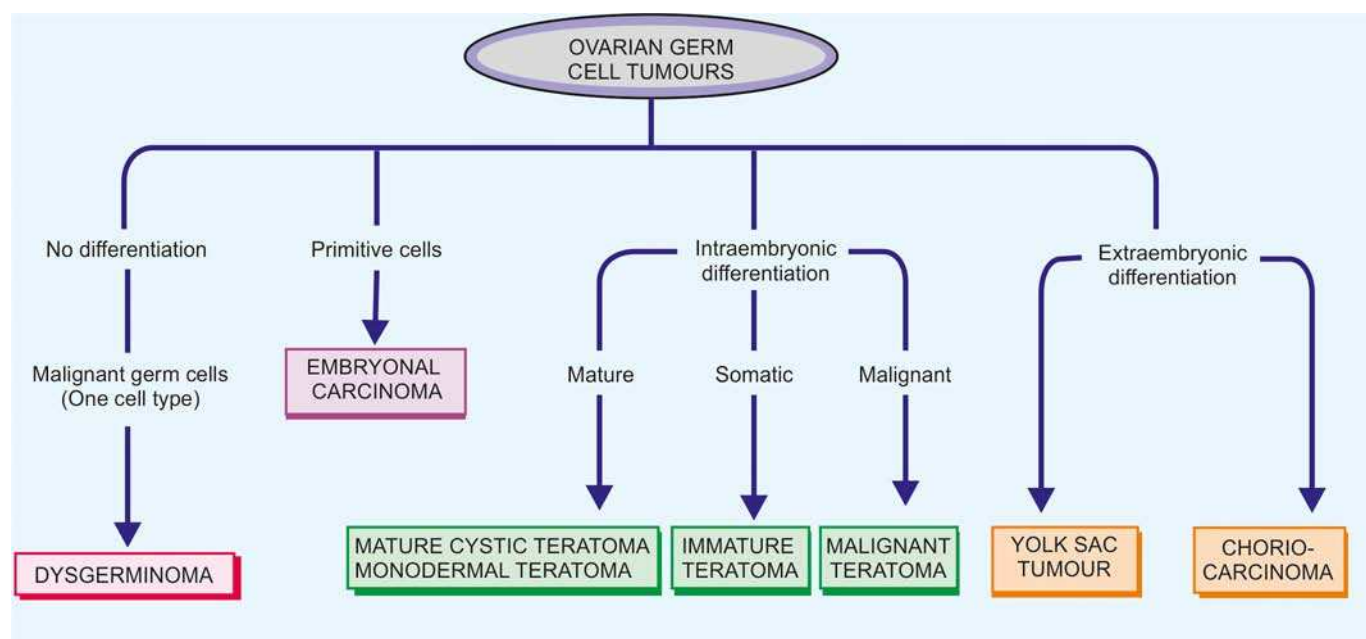 OVARIAN GERM
CELL TUMOURS
No differentiation
Primitive cells
Intraembryonic
differentiation
Extraembryonic
differentiation
Malignant germ cells
(One cell type)
EMBRYONAL
CARCINOMA
Mature
Somatic
Malignant
DYSGERMINOMA
MATURE CYSTIC TERATOMA
MONODERMAL TERATOMA
IMMATURE
TERATOMA
MALIGNANT
TERATOMA
YOLK SAC
TUMOUR
CHORIO-
CARCINOMA